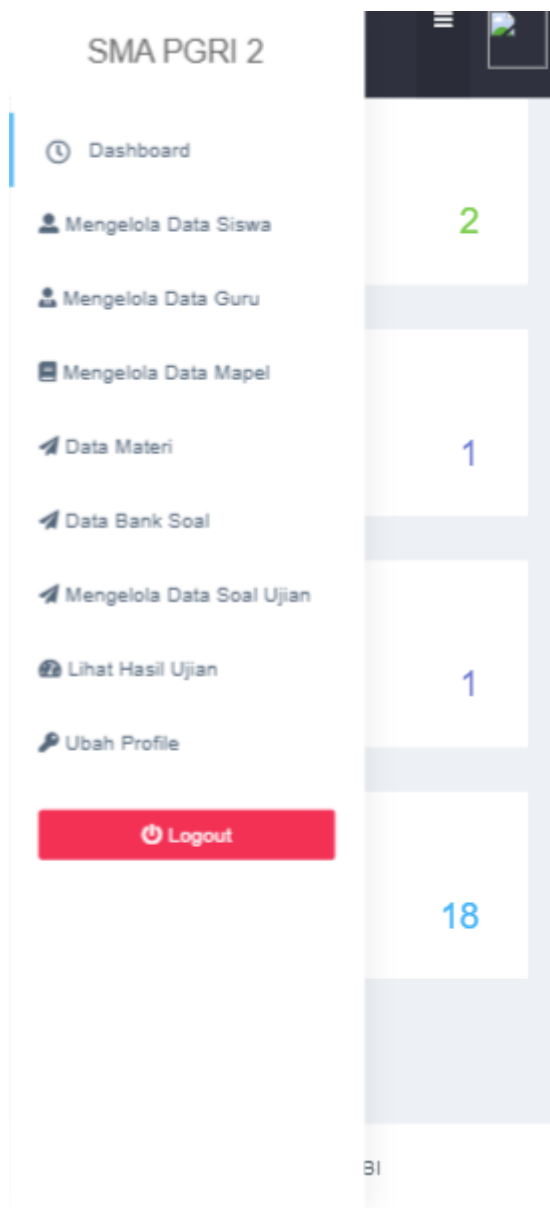 SMA PGRI 2
Dashboard
Mengelola Data Siswa
2
Mengelola Data Guru
Mengelola Data Mapel
Data Materi
1
Data Bank Soal
Mengelola Data Soal Ujian
Lihat Hasil Ujian
1
Ubah Profile
Logout
18
BI